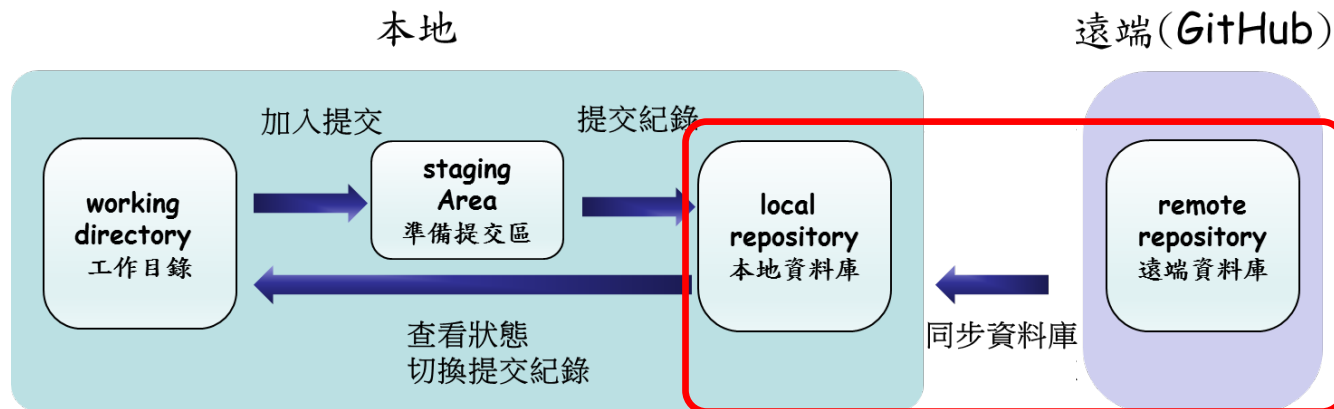 本地
遠端(GitHub)
加入提交
提交紀錄
working
directory
工作目錄
staging
Area
準備提交區
local
repository
本地資料庫
remote
repository
遠端資料庫
查看狀態
切換提交紀錄
同步資料庫